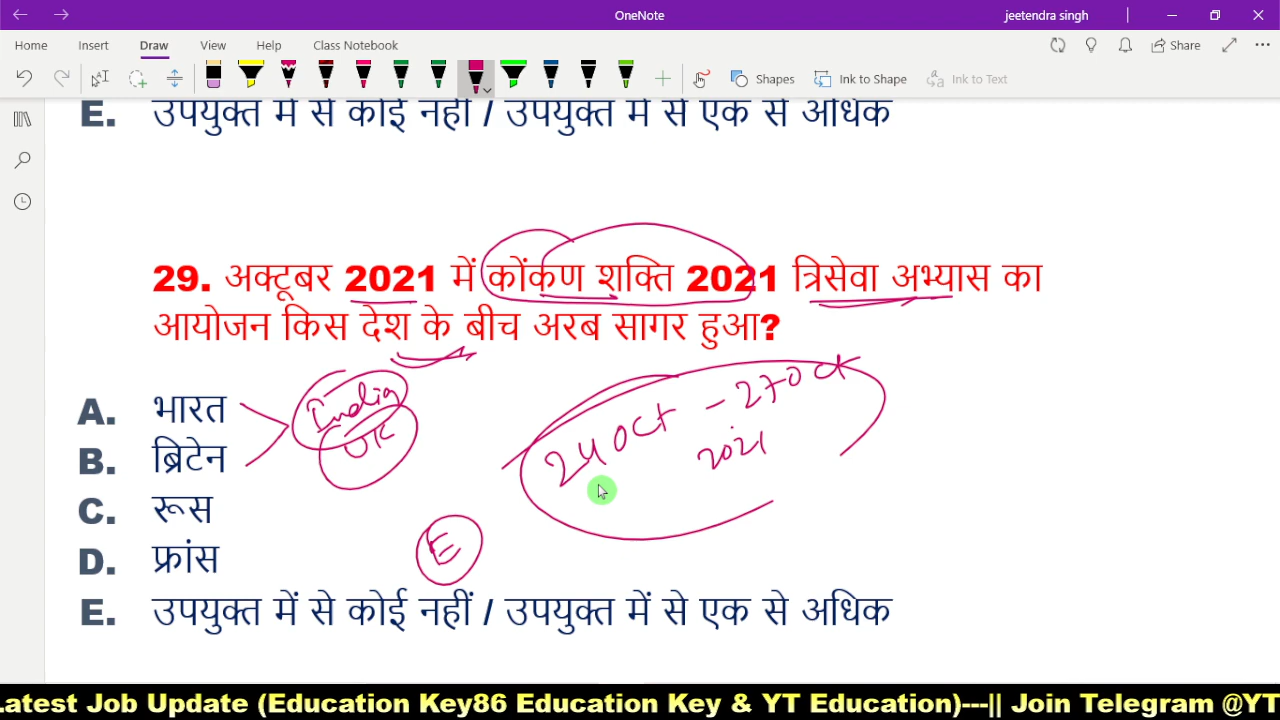 OneNote
jeetendra singh
Home Insert Draw View Help Class Notebook
Share
Shapes Ink to Shape Ink to Text
E. उपयुक्त में से कोई नहीं / उपयुक्त में से एक से अधिक
29. अक्टूबर 2021 में कोंकण शक्ति 2021 त्रिसेवा अभ्यास का
आयोजन किस देश के बीच अरब सागर हुआ?
A. भारत
B. ब्रिटेन
India
UK
24 Oct - 27 Oct
2021
C. रूस
D. फ्रांस
E
E. उपयुक्त में से कोई नहीं / उपयुक्त में से एक से अधिक
Latest Job Update (Education Key86 Education Key & YT Education)---|| Join Telegram @YT